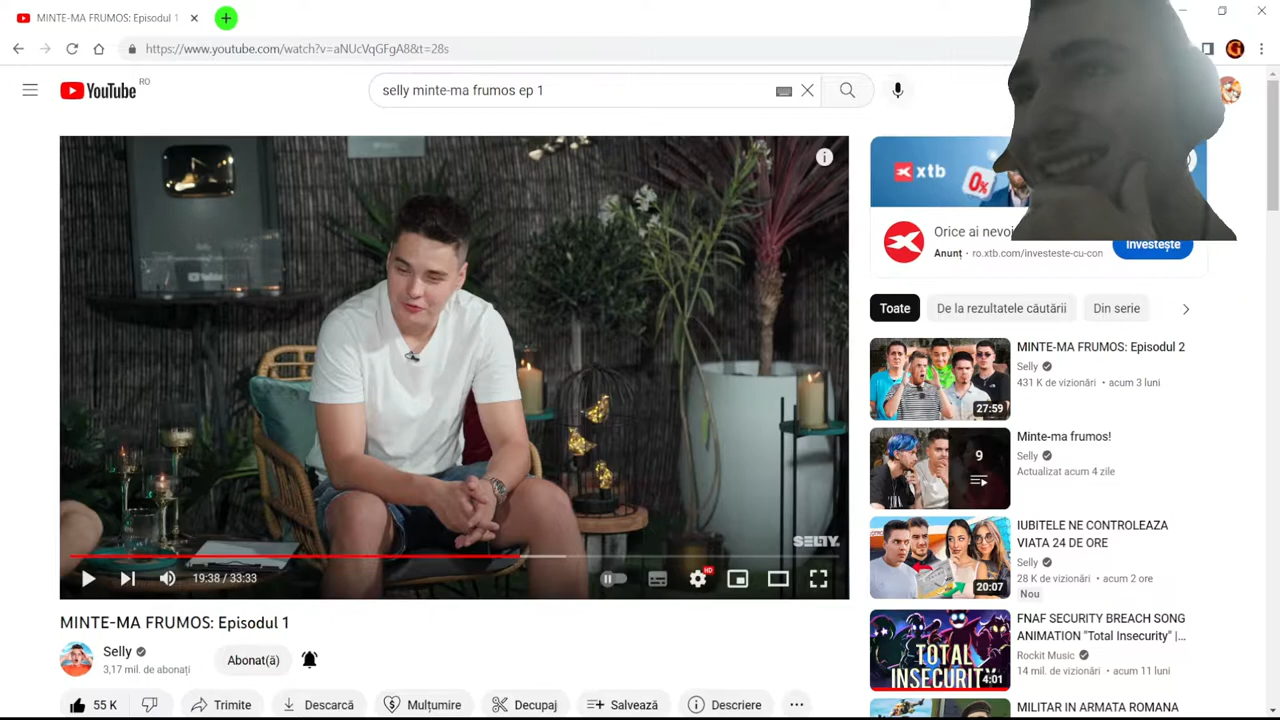 MINTE-MA FRUMOS: Episodul 1
https://www.youtube.com/watch?v=aNUcVqGFgA8&t=28s
YouTube RO
selly minte-ma frumos ep 1
SELLY.
19:38 / 33:33
HD
MINTE-MA FRUMOS: Episodul 1
Selly
3,17 mil. de abonați
Abonat(ă)
55 K
Trimite
Descarcă
Mulțumire
Decupaj
Salvează
Descriere
xtb
0%
Orice ai nevoi
Anunț · ro.xtb.com/investeste-cu-con
Investește
Toate
De la rezultatele căutării
Din serie
27:59
MINTE-MA FRUMOS: Episodul 2
Selly
431 K de vizionări • acum 3 luni
9
Minte-ma frumos!
Selly
Actualizat acum 4 zile
20:07
IUBITELE NE CONTROLEAZA
VIATA 24 DE ORE
Selly
28 K de vizionări • acum 2 ore
Nou
TOTAL
INSECURITY
4:01
FNAF SECURITY BREACH SONG
ANIMATION "Total Insecurity" |...
Rockit Music
14 mil. de vizionări • acum 11 luni
MILITAR IN ARMATA ROMANA